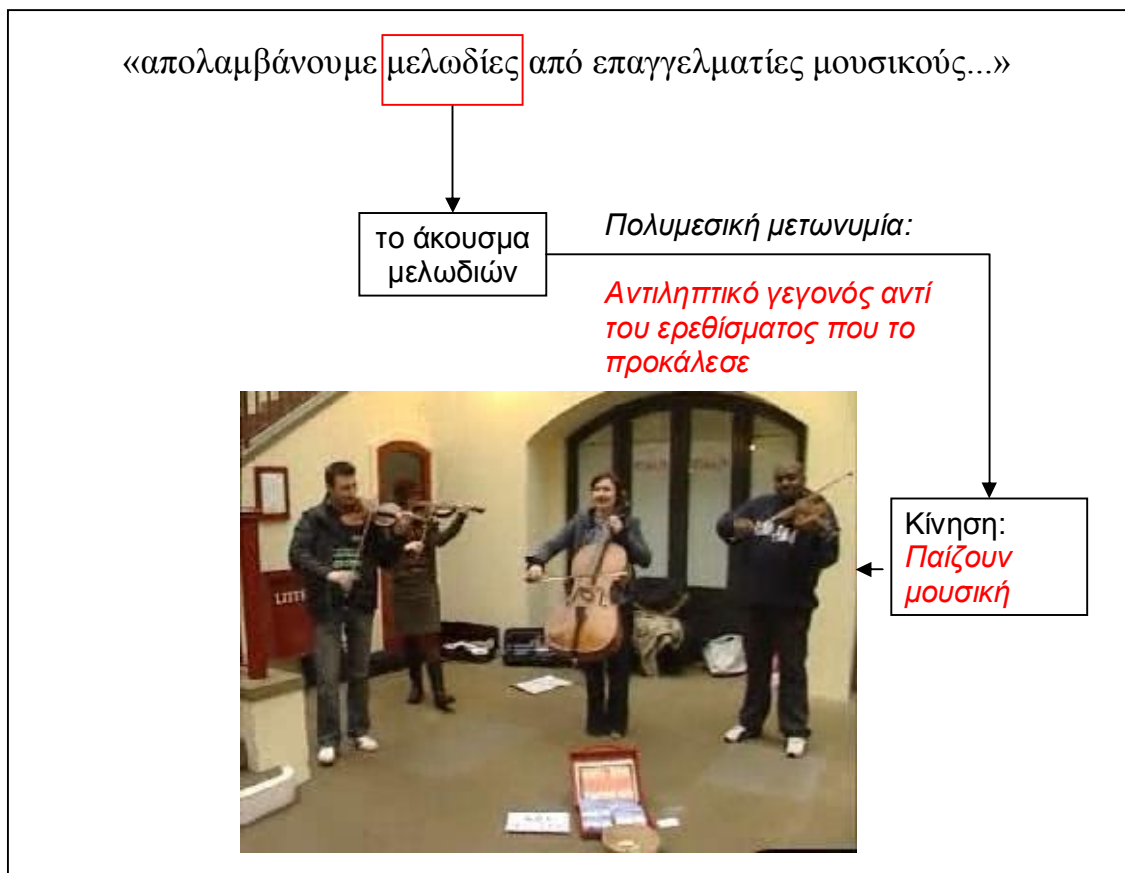 «απολαμβάνουμε μελωδίες από επαγγελματίες μουσικούς...»
το άκουσμα
μελωδιών
Πολυμεσική μετωνυμία:
Αντιληπτικό γεγονός αντί
του ερεθίσματος που το
προκάλεσε
Κίνηση:
Παίζουν
μουσική